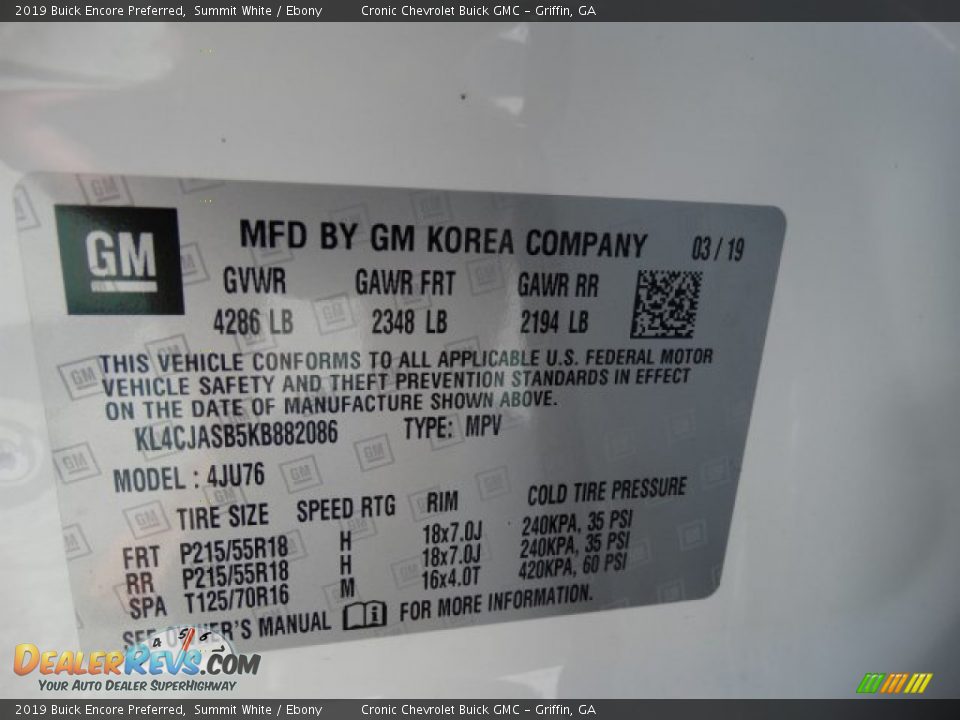 2019 Buick Encore Preferred, Summit White / Ebony Cronic Chevrolet Buick GMC - Griffin, GA
GM MFD BY GM KOREA COMPANY 03 / 19
GVWR GAWR FRT GAWR RR
4286 LB 2348 LB 2194 LB
THIS VEHICLE CONFORMS TO ALL APPLICABLE U.S. FEDERAL MOTOR
VEHICLE SAFETY AND THEFT PREVENTION STANDARDS IN EFFECT
ON THE DATE OF MANUFACTURE SHOWN ABOVE.
KL4CJASB5KB882086 TYPE: MPV
MODEL : 4JU76
TIRE SIZE SPEED RTG RIM COLD TIRE PRESSURE
FRT P215/55R18 H 18x7.0J 240KPA, 35 PSI
RR P215/55R18 H 18x7.0J 240KPA, 35 PSI
SPA T125/70R16 M 16x4.0T 420KPA, 60 PSI
SEE OWNER'S MANUAL FOR MORE INFORMATION.
DEALERREVS.COM
YOUR AUTO DEALER SUPERHIGHWAY
2019 Buick Encore Preferred, Summit White / Ebony Cronic Chevrolet Buick GMC - Griffin, GA